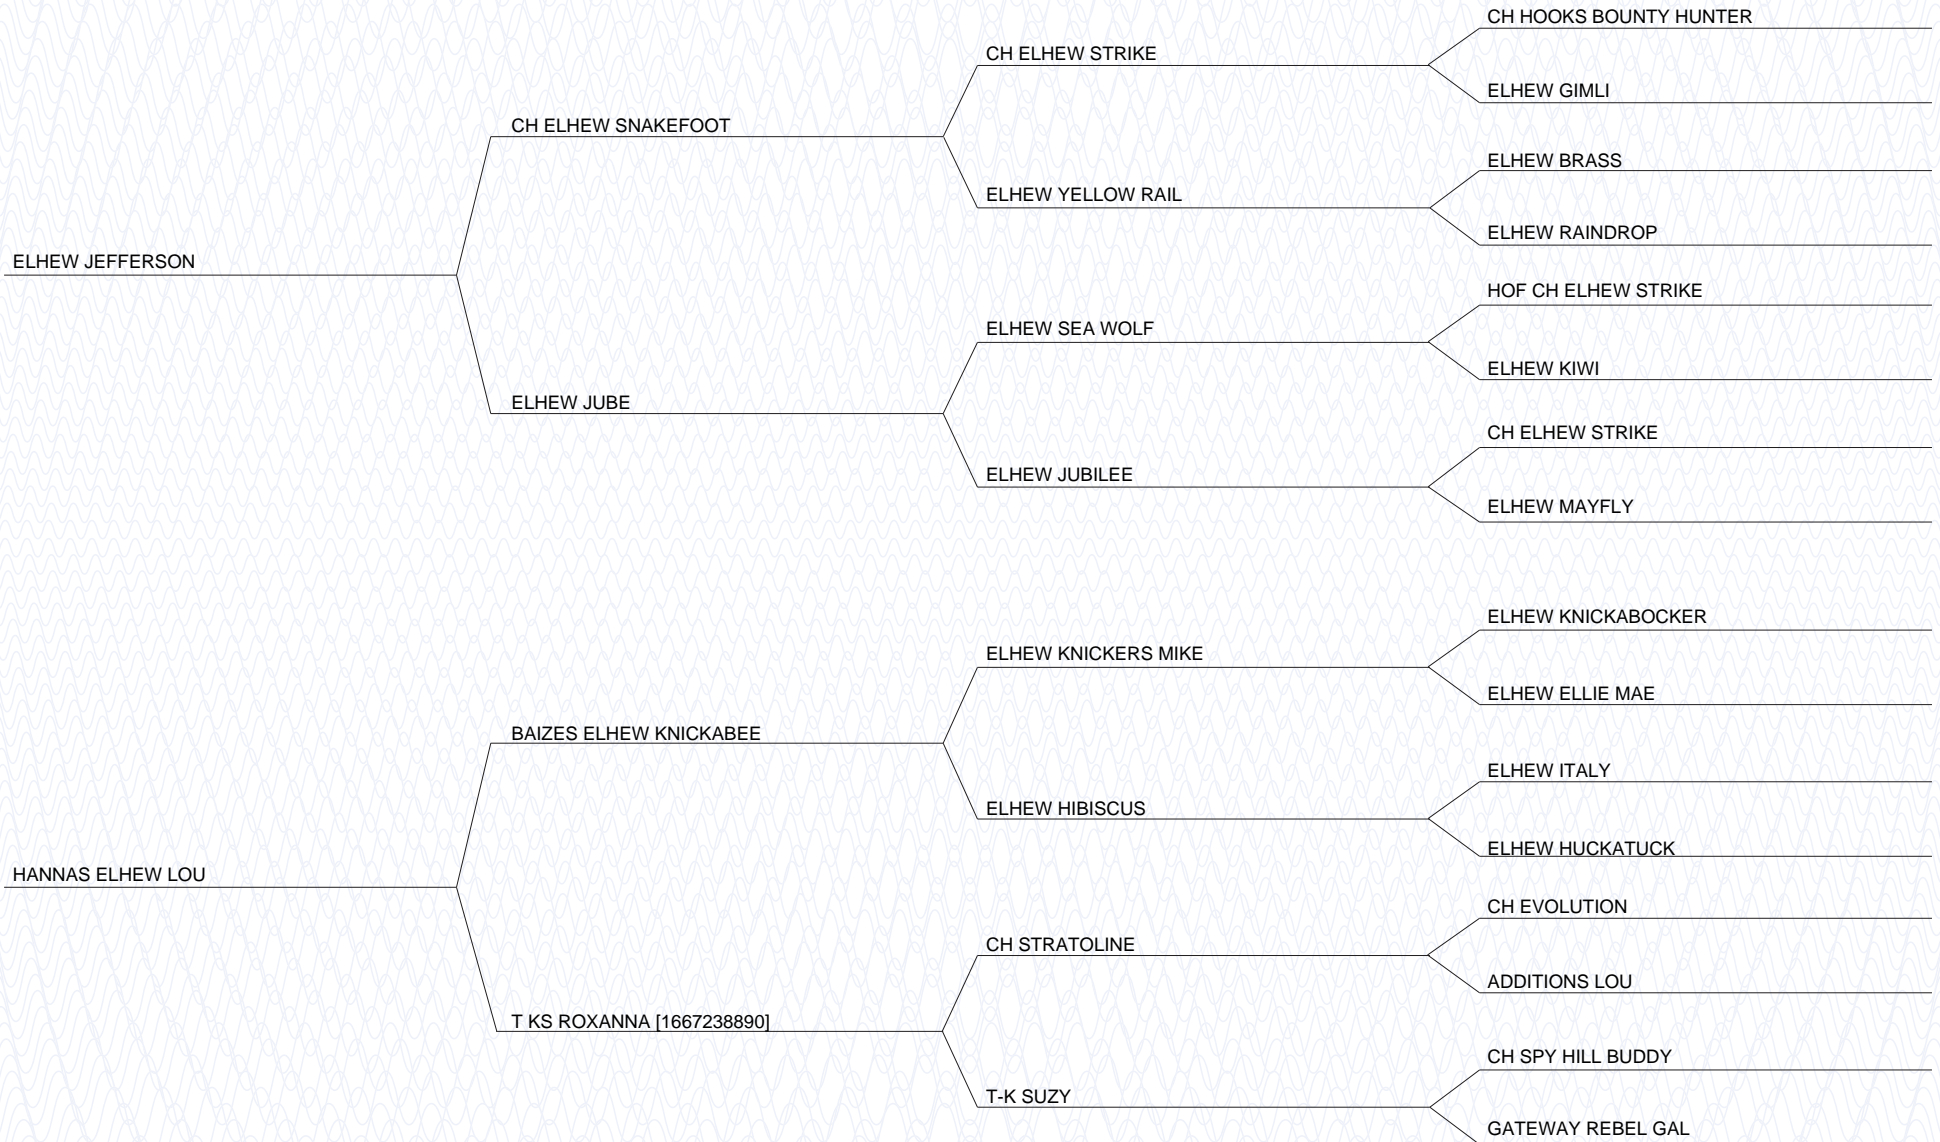 CH HOOKS BOUNTY HUNTER
CH ELHEW STRIKE
ELHEW GIMLI
CH ELHEW SNAKEFOOT
ELHEW BRASS
ELHEW YELLOW RAIL
ELHEW RAINDROP
ELHEW JEFFERSON
HOF CH ELHEW STRIKE
ELHEW SEA WOLF
ELHEW KIWI
ELHEW JUBE
CH ELHEW STRIKE
ELHEW JUBILEE
ELHEW MAYFLY
ELHEW KNICKABOCKER
ELHEW KNICKERS MIKE
ELHEW ELLIE MAE
BAIZES ELHEW KNICKABEE
ELHEW ITALY
ELHEW HIBISCUS
ELHEW HUCKATUCK
HANNAS ELHEW LOU
CH EVOLUTION
CH STRATOLINE
ADDITIONS LOU
T KS ROXANNA [1667238890]
CH SPY HILL BUDDY
T-K SUZY
GATEWAY REBEL GAL